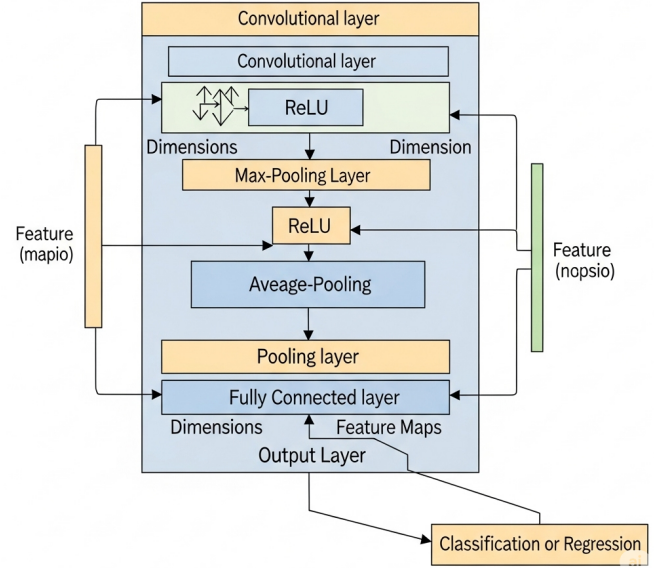 Convolutional layer
Convolutional layer
ReLU
Dimensions
Dimension
Max-Pooling Layer
ReLU
Feature
(mapio)
Feature
(nopsio)
Aveage-Pooling
Pooling layer
Fully Connected layer
Dimensions
Feature Maps
Output Layer
Classification or Regression